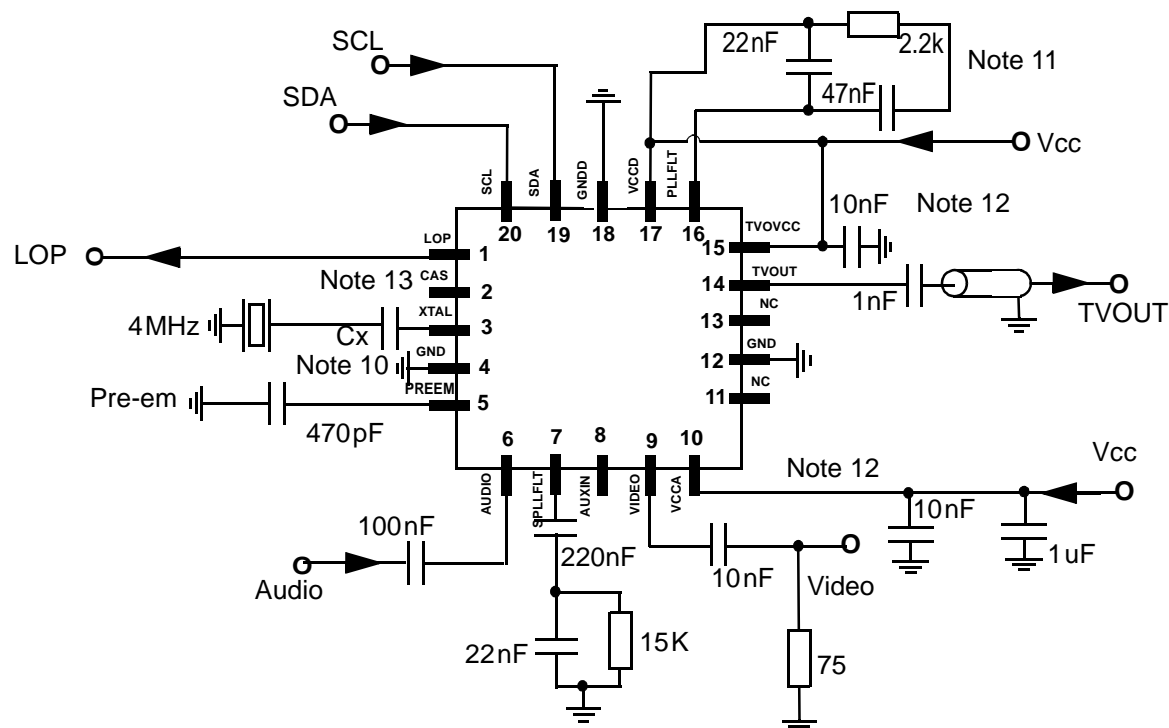 SCL
22nF
2.2k
Note 11
SDA
47nF
Vcc
SCL
SDA
GNDD
VCCD
PLLFLT
10nF
Note 12
20
19
18
17
16
LOP
LOP
1
15
TVOVCC
Note 13
CAS
2
14
TVOUT
1nF
TVOUT
4MHz
Cx
XTAL
3
13
NC
Note 10
GND
4
12
GND
Pre-em
470pF
PREEM
5
11
NC
6
7
8
9
10
AUDIO
SPLLFLT
AUXIN
VIDEO
VCCA
Note 12
Vcc
100nF
10nF
1uF
Audio
220nF
10nF
Video
22nF
15K
75